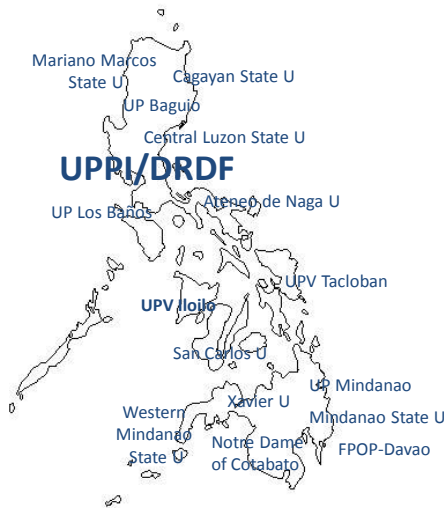 Mariano Marcos
State U
Cagayan State U
UP Baguio
Central Luzon State U
UPPI/DRDF
Ateneo de Naga U
UP Los Baños
UPV Tacloban
UPV Iloilo
San Carlos U
UP Mindanao
Xavier U
Western
Mindanao
State U
Mindanao State U
Notre Dame
of Cotabato
FPOP-Davao